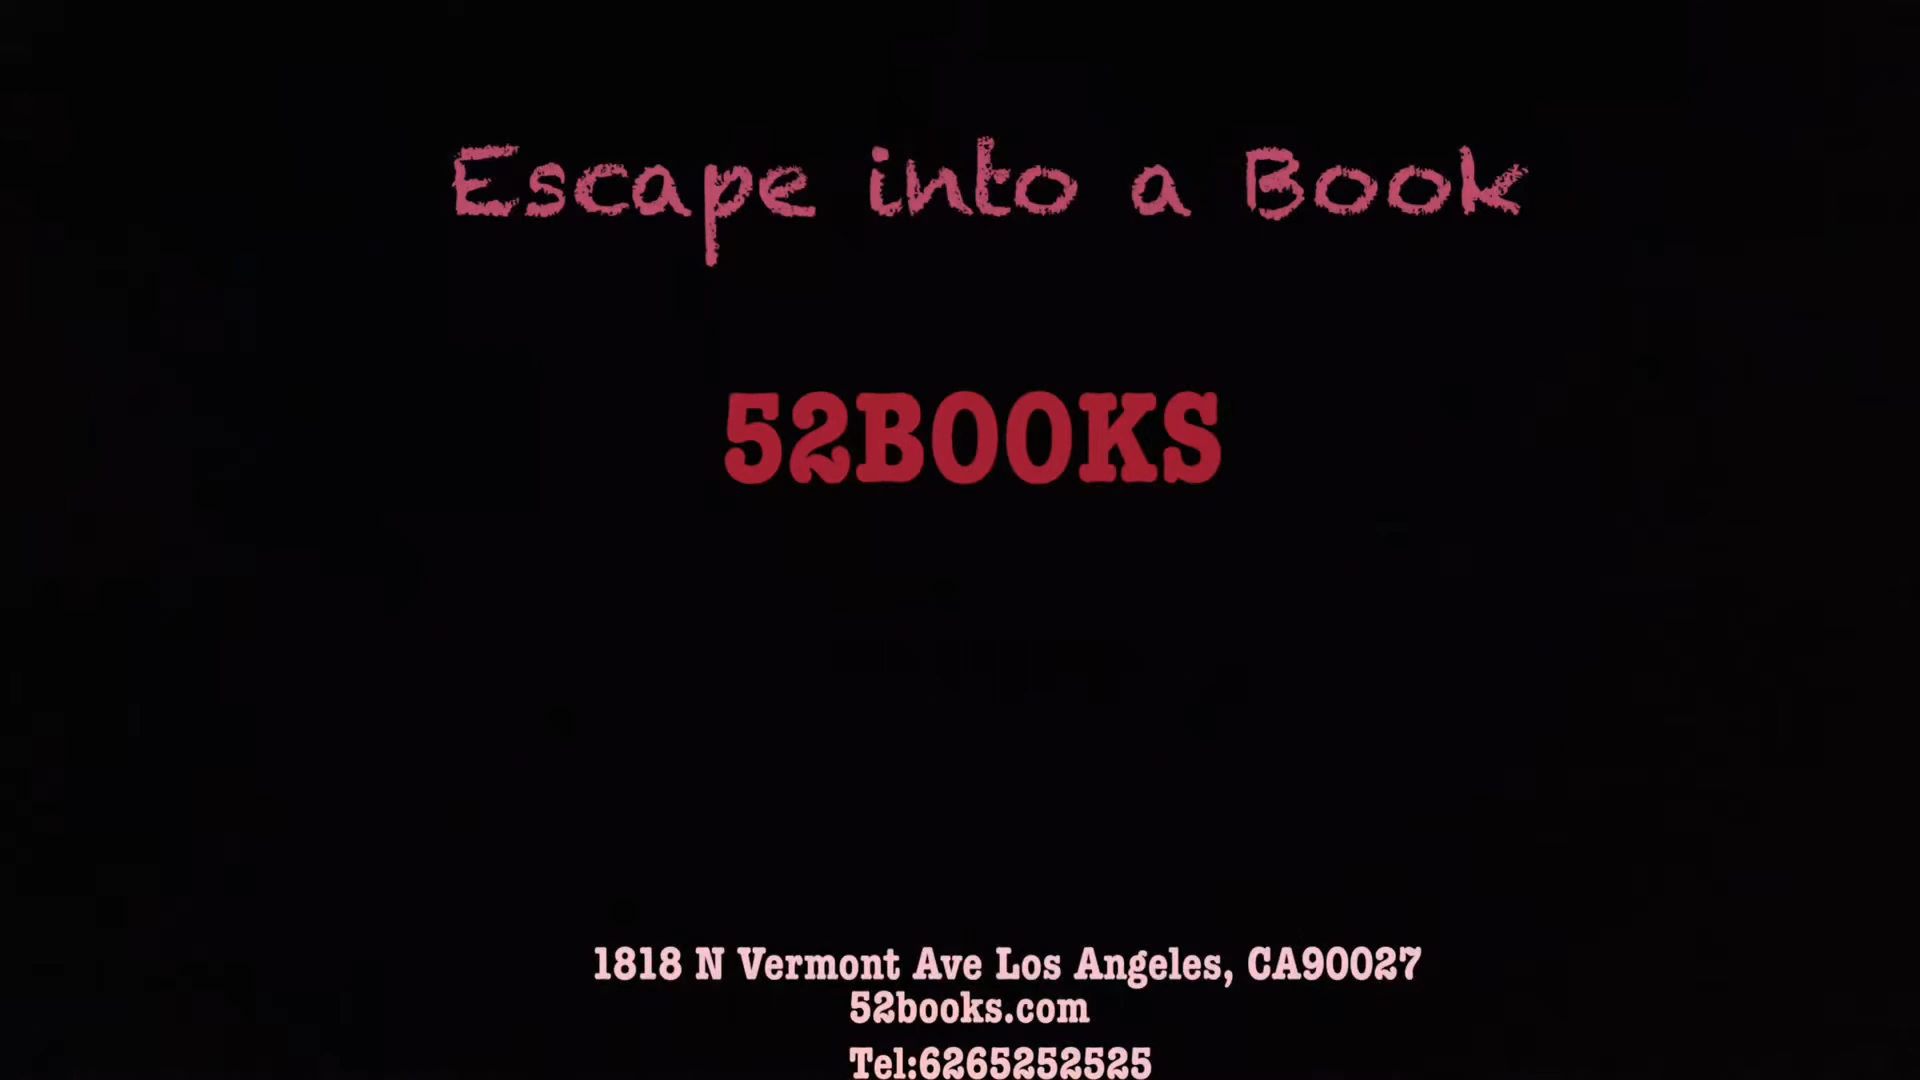 Escape into a Book
52BOOKS
1818 N Vermont Ave Los Angeles, CA90027
52books.com
Tel:6265252525